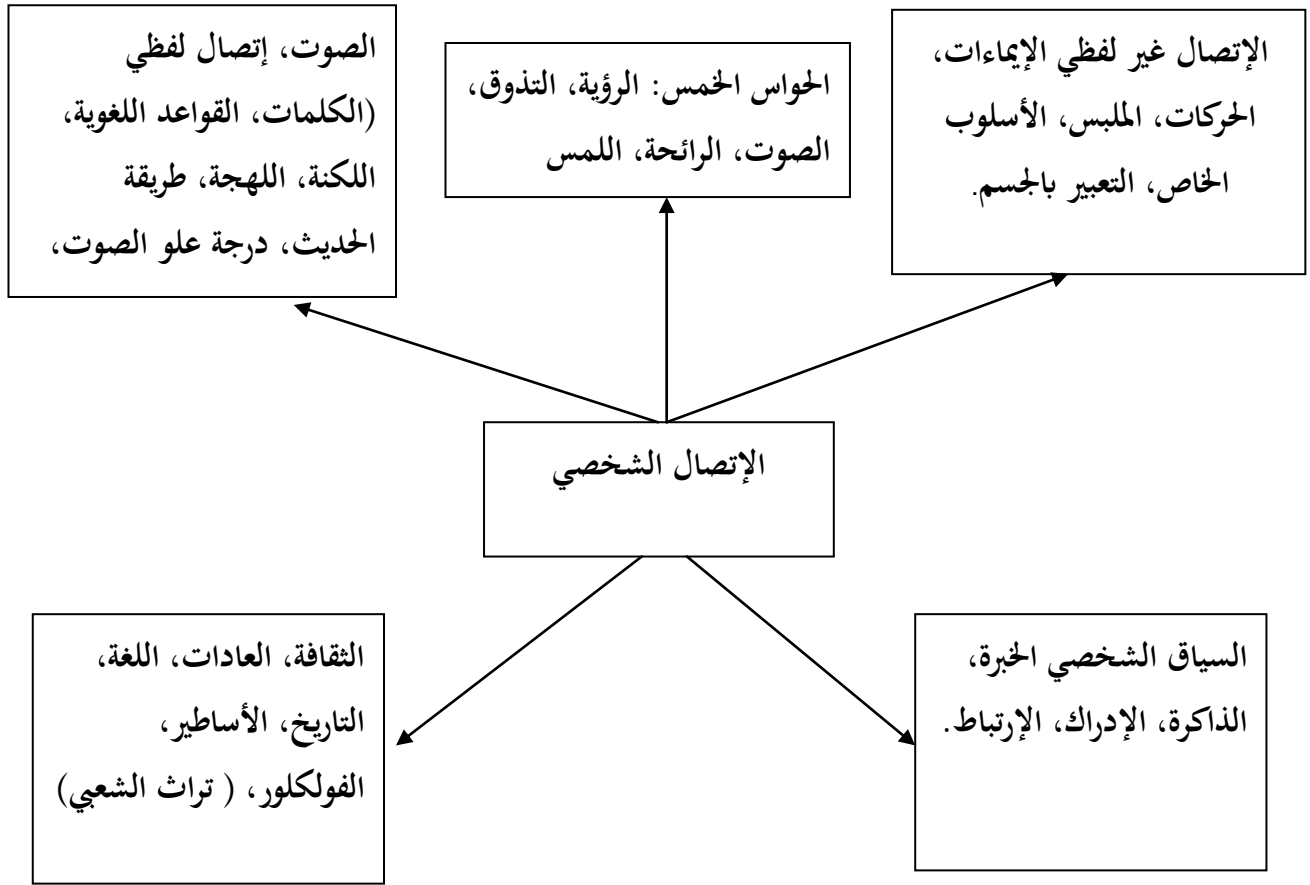 الإتصال غير لفظي الإيماءات،
الحركات، الملبس، الأسلوب
الخاص، التعبير بالجسم.
الحواس الخمس: الرؤية، التذوق،
الصوت، الرائحة، اللمس
الصوت، إتصال لفظي
(الكلمات، القواعد اللغوية،
اللكنة، اللهجة، طريقة
الحديث، درجة علو الصوت،
الإتصال الشخصي
السياق الشخصي الخبرة،
الذاكرة، الإدراك، الإرتباط.
الثقافة، العادات، اللغة،
التاريخ، الأساطير،
الفولكلور، ( تراث الشعبي)